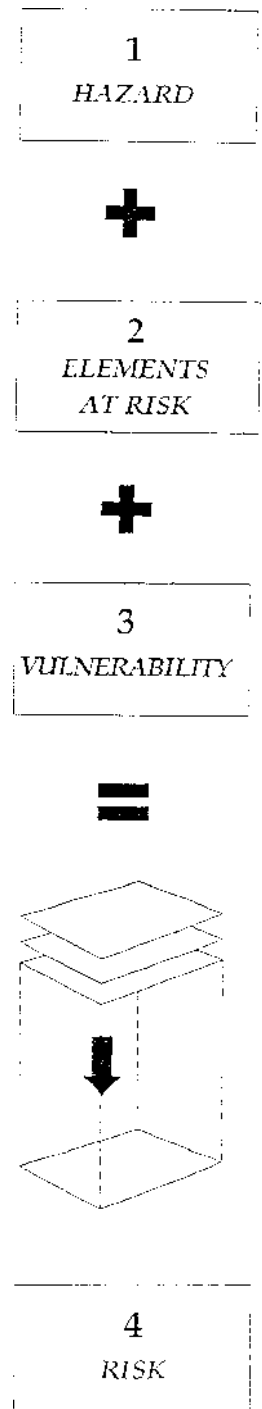 1
HAZARD
+
2
ELEMENTS
AT RISK
+
3
VULNERABILITY
=
4
RISK